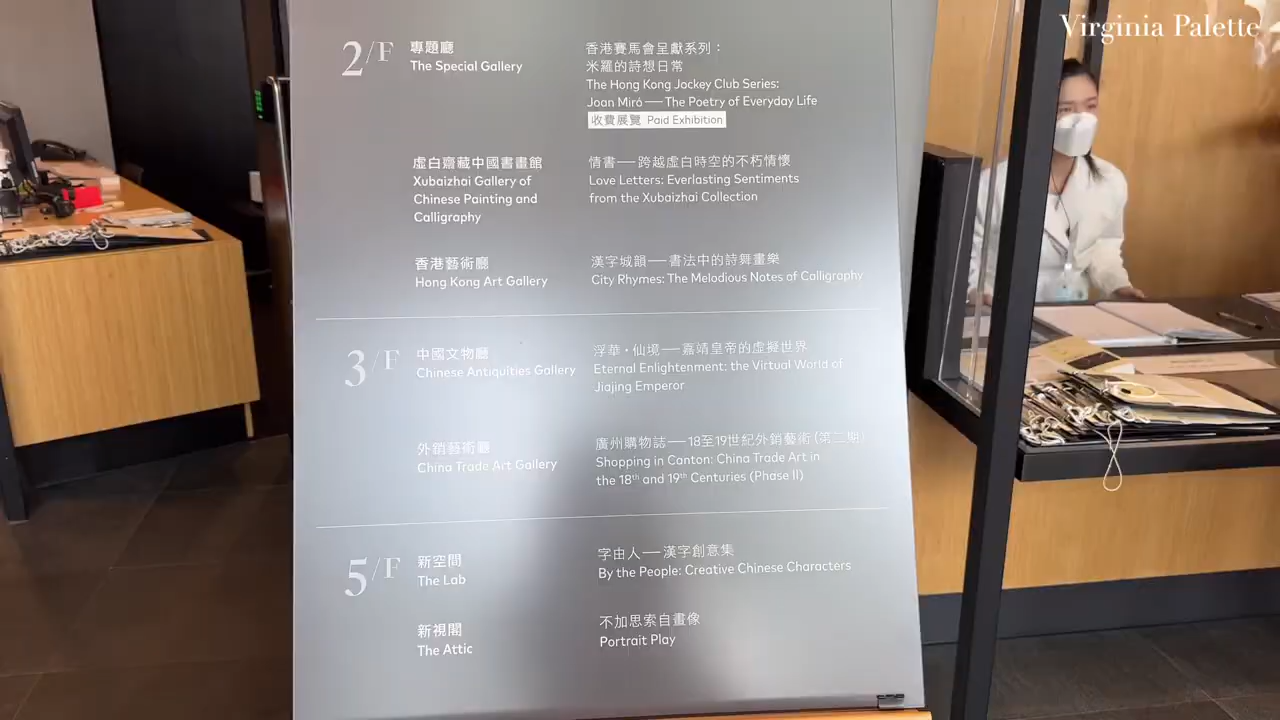 Virginia Palette
2/F
專題廳
The Special Gallery
香港賽馬會呈獻系列：
米羅的詩想日常
The Hong Kong Jockey Club Series:
Joan Miró — The Poetry of Everyday Life
收費展覽 Paid Exhibition
虛白齋藏中國書畫館
Xubaizhai Gallery of
Chinese Painting and
Calligraphy
情書——跨越虛白時空的不朽情懷
Love Letters: Everlasting Sentiments
from the Xubaizhai Collection
香港藝術廳
Hong Kong Art Gallery
漢字城韻——書法中的詩舞畫樂
City Rhymes: The Melodious Notes of Calligraphy
3/F
中國文物廳
Chinese Antiquities Gallery
浮華・仙境——嘉靖皇帝的虛擬世界
Eternal Enlightenment: the Virtual World of
Jiajing Emperor
外銷藝術廳
China Trade Art Gallery
廣州購物誌——18至19世紀外銷藝術（第二期）
Shopping in Canton: China Trade Art in
the 18th and 19th Centuries (Phase II)
5/F
新空間
The Lab
字由人——漢字創意集
By the People: Creative Chinese Characters
新視閣
The Attic
不加思索自畫像
Portrait Play